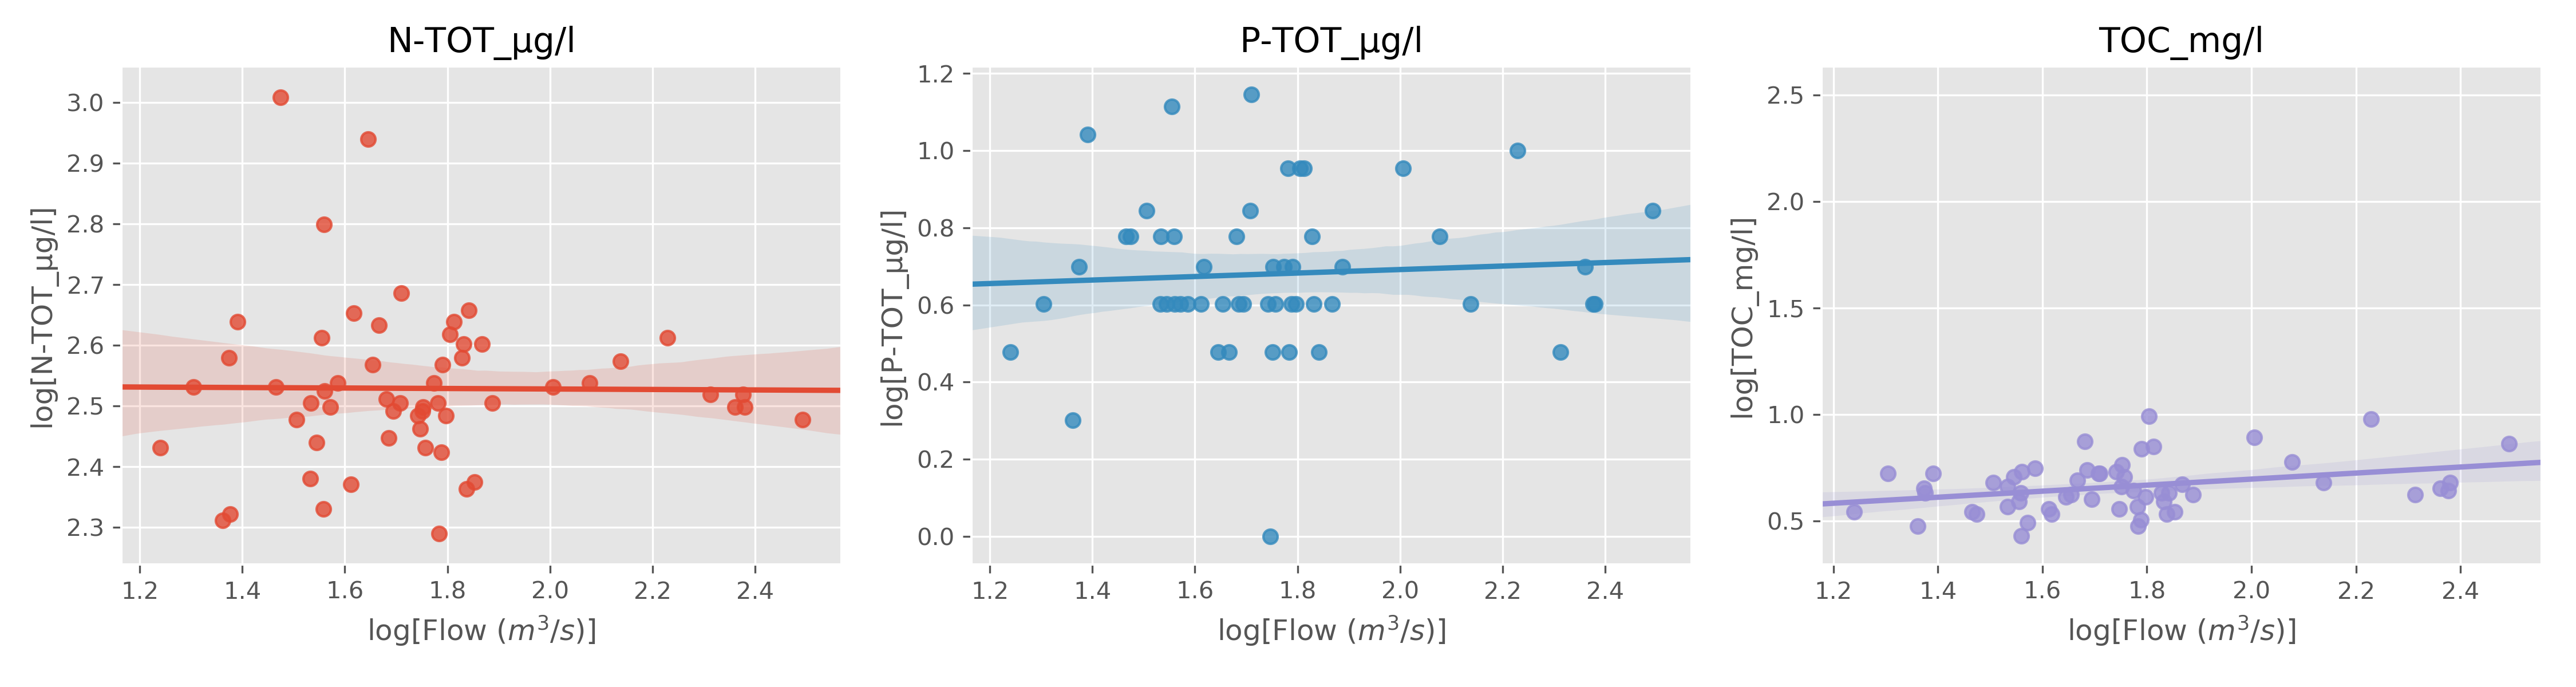 N-TOT_µg/l
log[N-TOT_µg/l]
3.0
2.9
2.8
2.7
2.6
2.5
2.4
2.3
1.2 1.4 1.6 1.8 2.0 2.2 2.4
log[Flow (m³/s)]
P-TOT_µg/l
log[P-TOT_µg/l]
1.2
1.0
0.8
0.6
0.4
0.2
0.0
1.2 1.4 1.6 1.8 2.0 2.2 2.4
log[Flow (m³/s)]
TOC_mg/l
log[TOC_mg/l]
2.5
2.0
1.5
1.0
0.5
1.2 1.4 1.6 1.8 2.0 2.2 2.4
log[Flow (m³/s)]